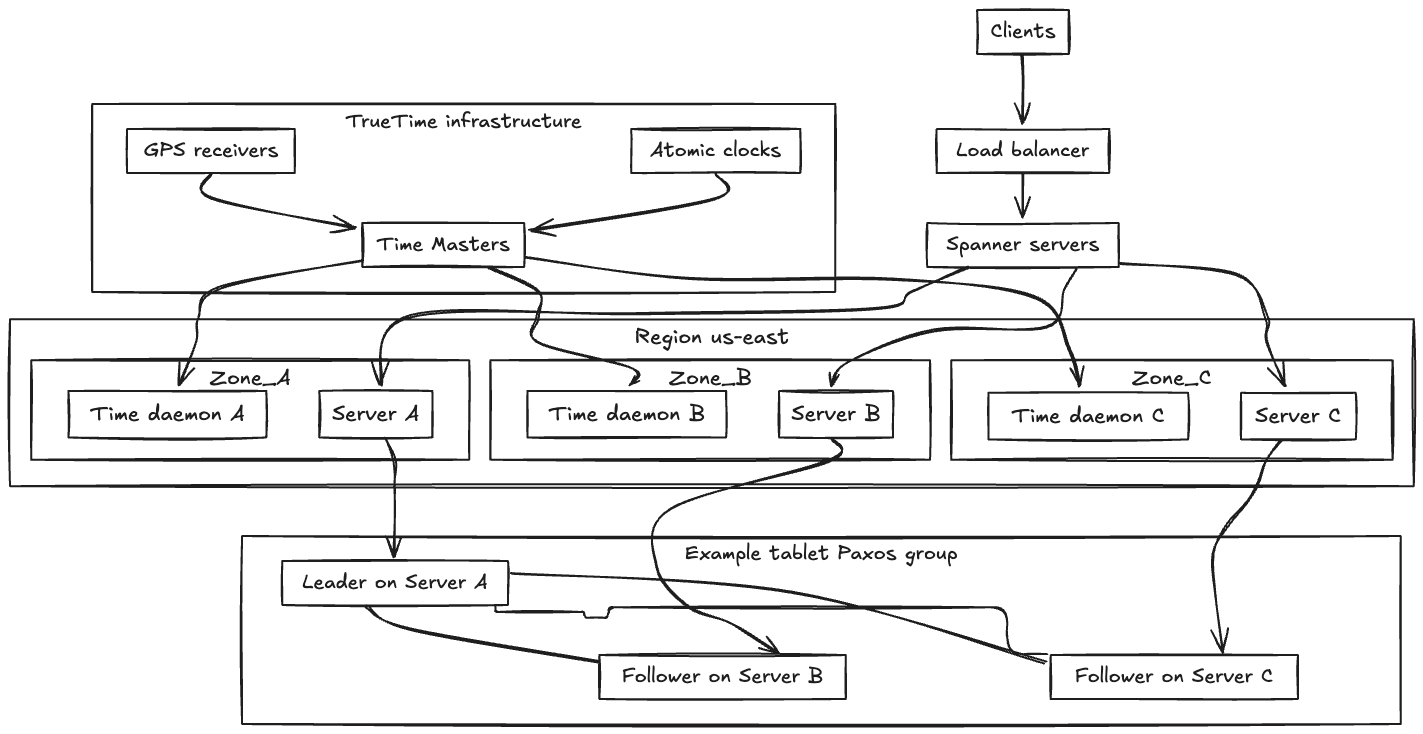 Clients
TrueTime infrastructure
GPS receivers
Atomic clocks
Load balancer
Time Masters
Spanner servers
Region us-east
Zone_A
Zone_B
Zone_C
Time daemon A
Server A
Time daemon B
Server B
Time daemon C
Server C
Example tablet Paxos group
Leader on Server A
Follower on Server B
Follower on Server C